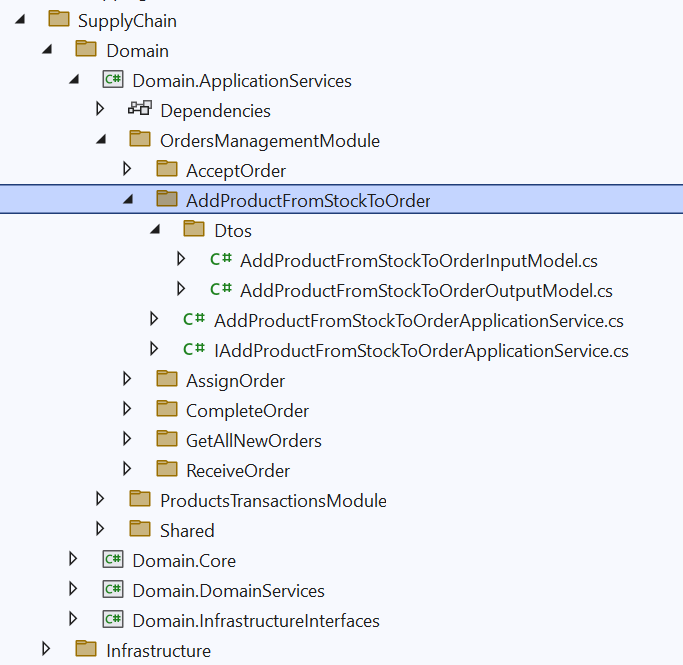 SupplyChain
Domain
C# Domain.ApplicationServices
Dependencies
OrdersManagementModule
AcceptOrder
AddProductFromStockToOrder
Dtos
C# AddProductFromStockToOrderInputModel.cs
C# AddProductFromStockToOrderOutputModel.cs
C# AddProductFromStockToOrderApplicationService.cs
C# IAddProductFromStockToOrderApplicationService.cs
AssignOrder
CompleteOrder
GetAllNewOrders
ReceiveOrder
ProductsTransactionsModule
Shared
C# Domain.Core
C# Domain.DomainServices
C# Domain.InfrastructureInterfaces
Infrastructure